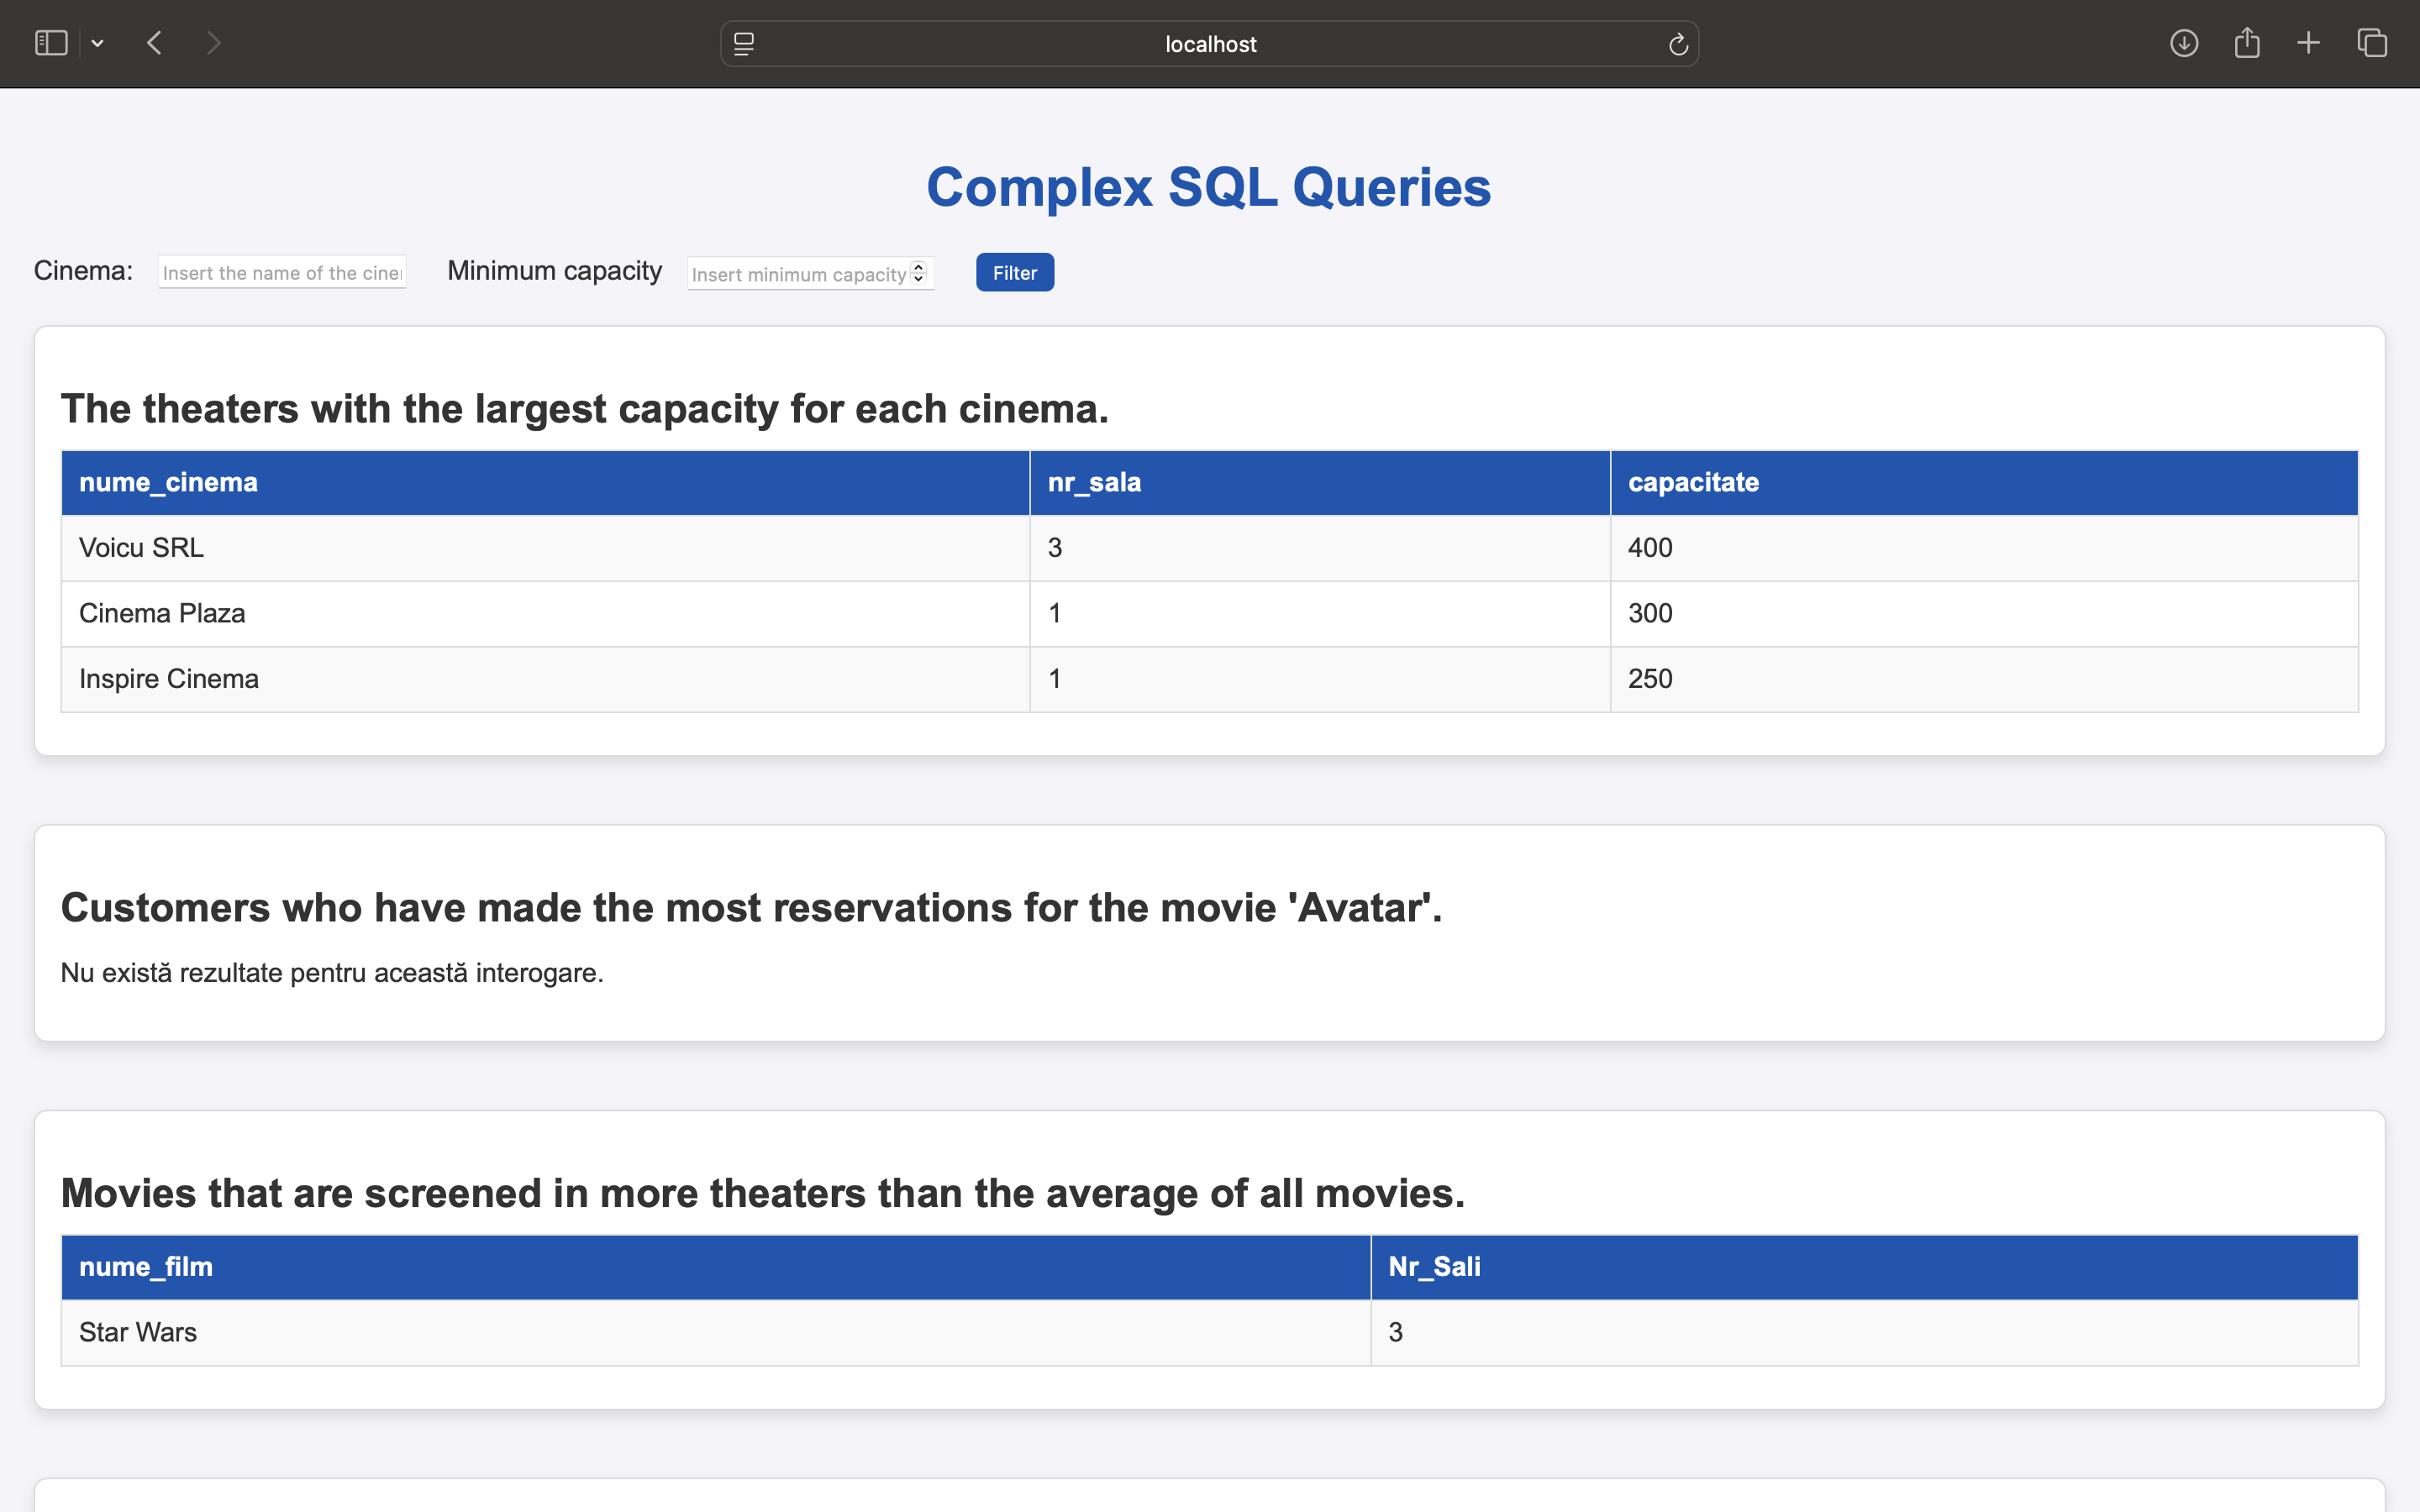 localhost
Complex SQL Queries
Cinema: Insert the name of the Minimum capacity Insert minimum capacity Filter
The theaters with the largest capacity for each cinema.
nume_cinema nr_sala capacitate
Voicu SRL 3 400
Cinema Plaza 1 300
Inspire Cinema 1 250
Customers who have made the most reservations for the movie 'Avatar'.
Nu există rezultate pentru această interogare.
Movies that are screened in more theaters than the average of all movies.
nume_film Nr_Sali
Star Wars 3